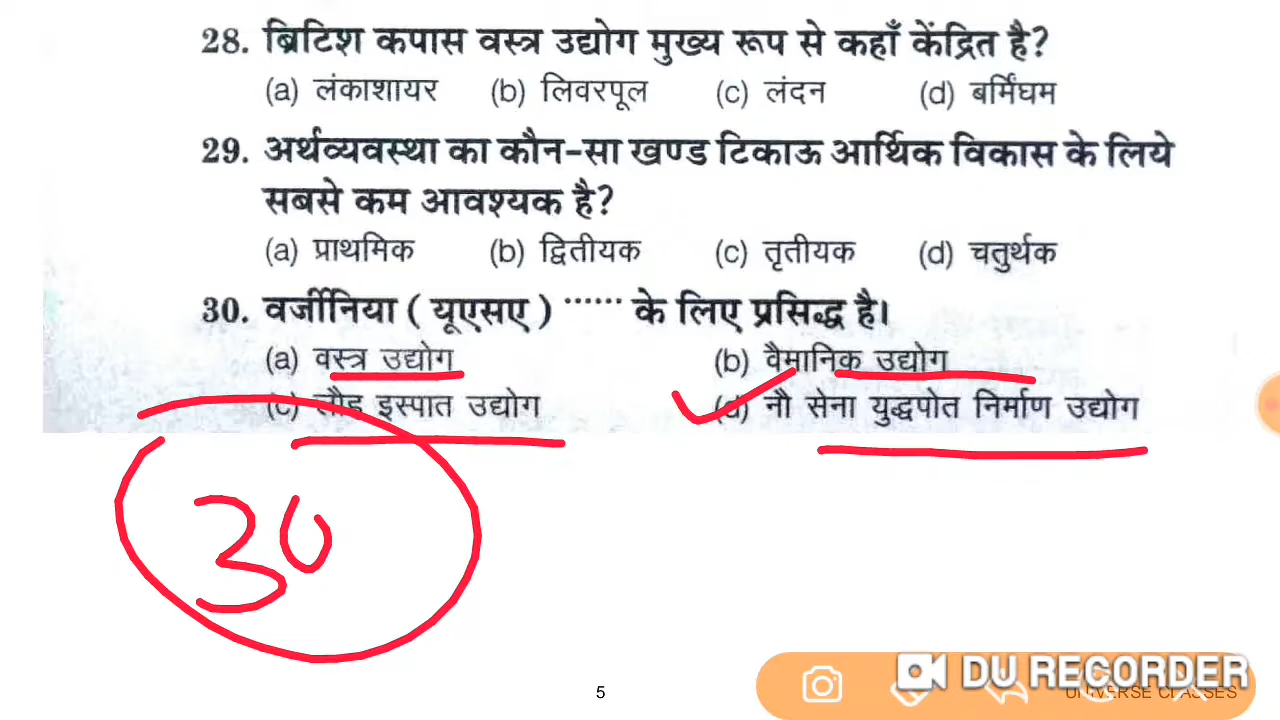 28. ब्रिटिश कपास वस्त्र उद्योग मुख्य रूप से कहाँ केंद्रित है?
(a) लंकाशायर (b) लिवरपूल (c) लंदन (d) बर्मिंघम
29. अर्थव्यवस्था का कौन-सा खण्ड टिकाऊ आर्थिक विकास के लिये
सबसे कम आवश्यक है?
(a) प्राथमिक (b) द्वितीयक (c) तृतीयक (d) चतुर्थक
30. वर्जीनिया ( यूएसए ) ...... के लिए प्रसिद्ध है।
(a) वस्त्र उद्योग (b) वैमानिक उद्योग
(c) लौह इस्पात उद्योग (d) नौ सेना युद्धपोत निर्माण उद्योग
30
DU RECORDER
5 UNIVERSE CLASSES